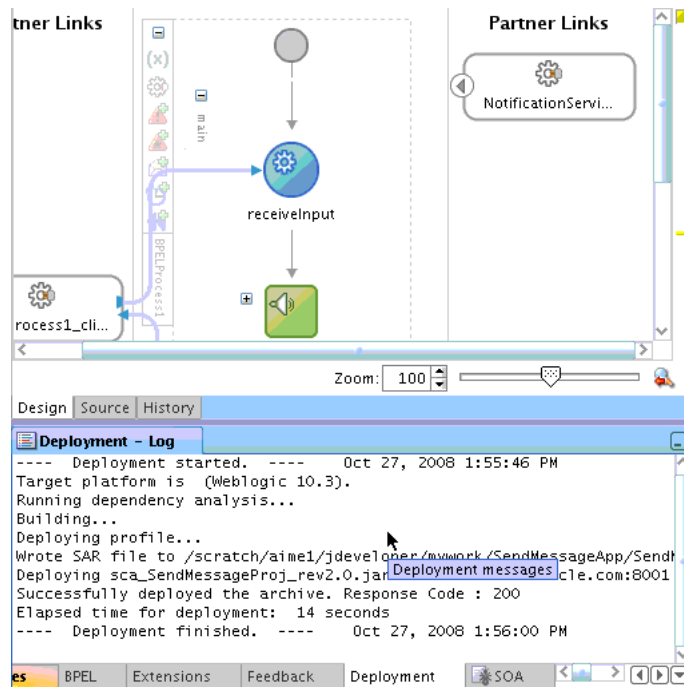 tner Links
Partner Links
(x)
main
NotificationServi...
receiveInput
BPELProcess1
rocess1_cli...
Zoom: 100
Design Source History
Deployment - Log
---- Deployment started. ---- Oct 27, 2008 1:55:46 PM
Target platform is (Weblogic 10.3).
Running dependency analysis...
Building...
Deploying profile...
Wrote SAR file to /scratch/aime1/jdeveloper/mywork/SendMessageApp/SendM
Deploying sca_SendMessageProj_rev2.0.jar cle.com:8001
Deployment messages
Successfully deployed the archive. Response Code : 200
Elapsed time for deployment: 14 seconds
---- Deployment finished. ---- Oct 27, 2008 1:56:00 PM
es BPEL Extensions Feedback Deployment SOA